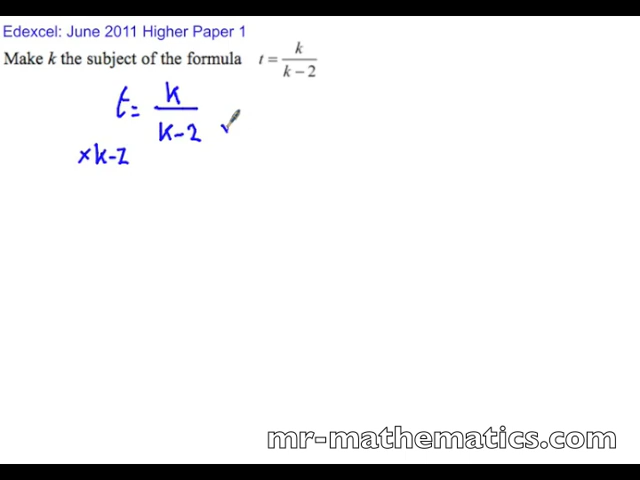 Edexcel: June 2011 Higher Paper 1
Make k the subject of the formula t = k / (k − 2)
t = k / (k-2)
×k-2
mr-mathematics.com